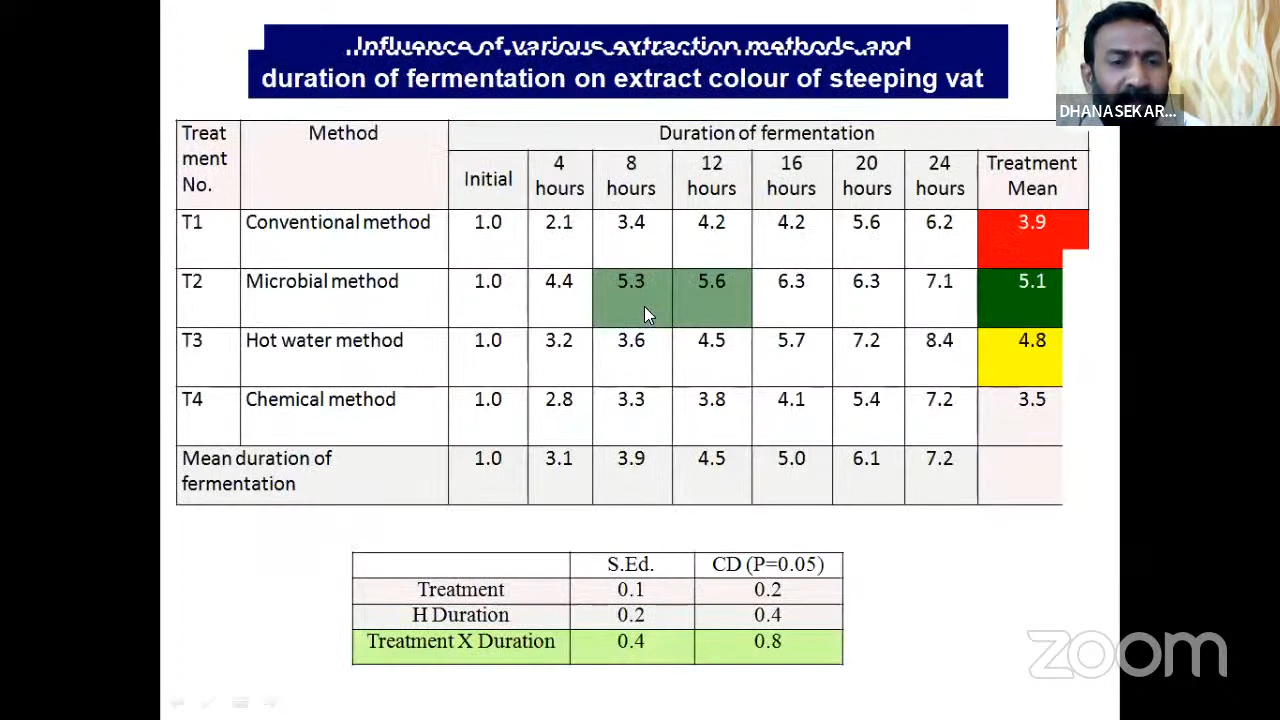 Influence of various extraction methods and
duration of fermentation on extract colour of steeping vat
DHANASEKAR...
Treat
ment
No.
Method
Duration of fermentation
Initial
4
hours
8
hours
12
hours
16
hours
20
hours
24
hours
Treatment
Mean
T1 Conventional method 1.0 2.1 3.4 4.2 4.2 5.6 6.2 3.9
T2 Microbial method 1.0 4.4 5.3 5.6 6.3 6.3 7.1 5.1
T3 Hot water method 1.0 3.2 3.6 4.5 5.7 7.2 8.4 4.8
T4 Chemical method 1.0 2.8 3.3 3.8 4.1 5.4 7.2 3.5
Mean duration of
fermentation
1.0 3.1 3.9 4.5 5.0 6.1 7.2
S.Ed. CD (P=0.05)
Treatment 0.1 0.2
H Duration 0.2 0.4
Treatment X Duration 0.4 0.8
zoom